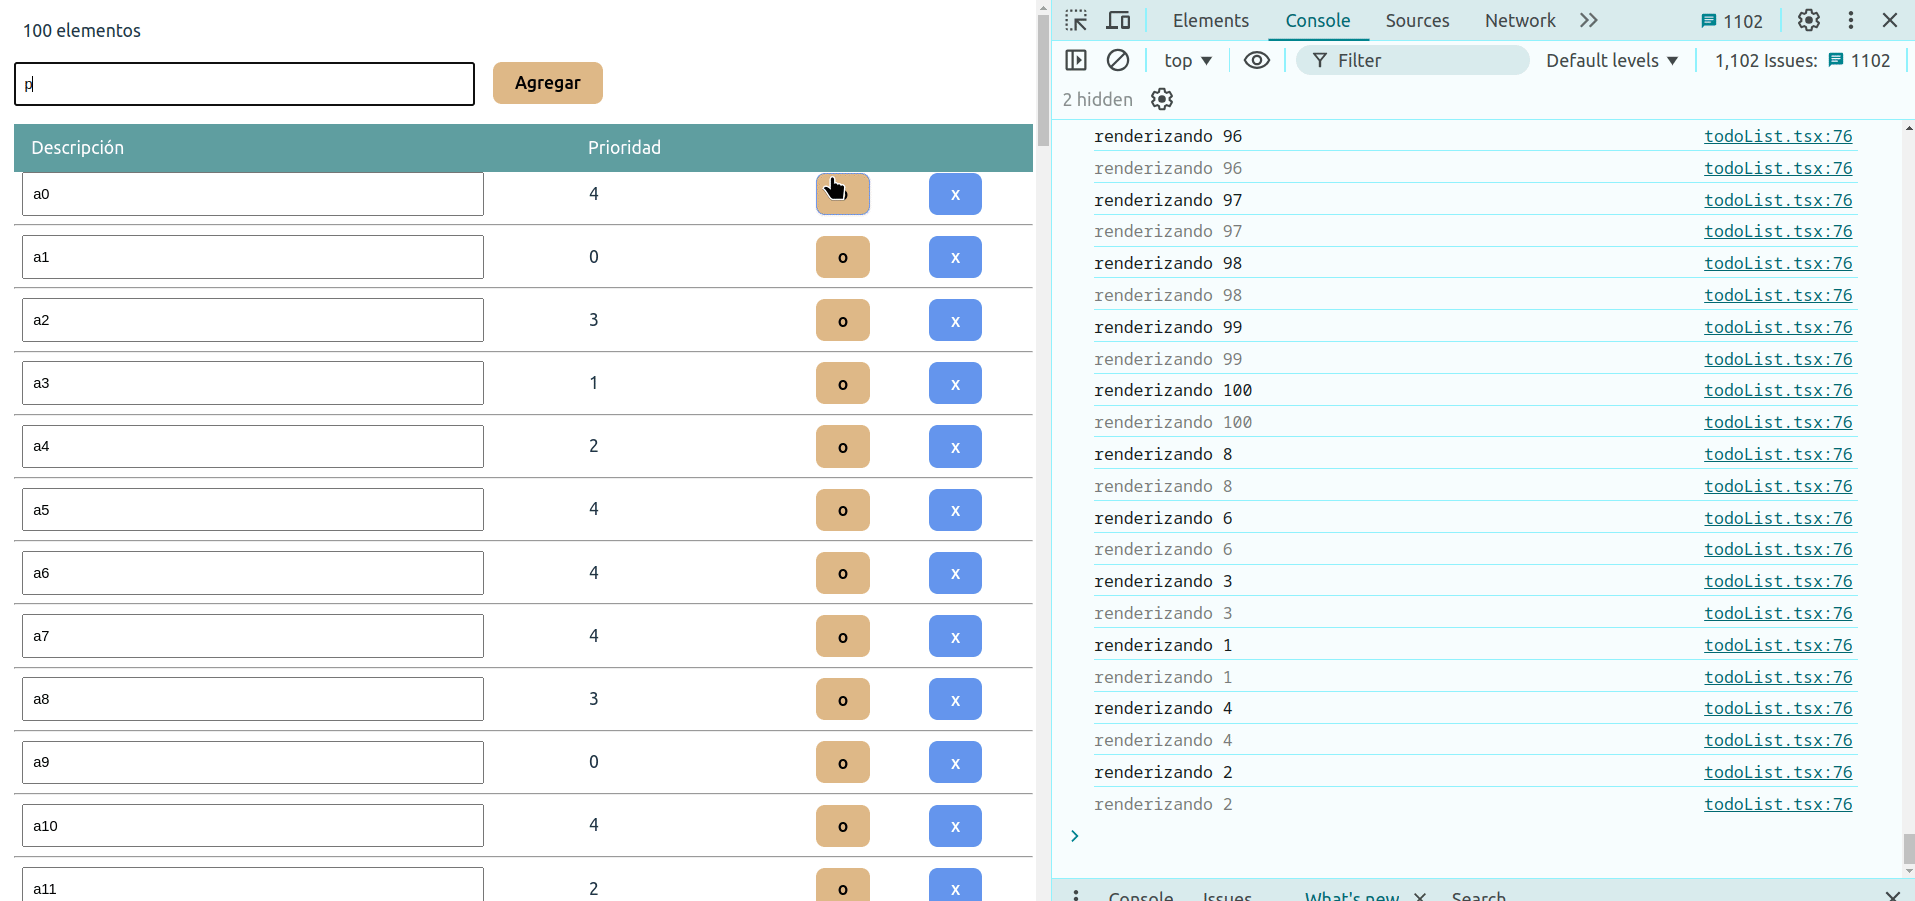 100 elementos
p
Agregar
Descripción Prioridad
a0 4 x
a1 0 o x
a2 3 o x
a3 1 o x
a4 2 o x
a5 4 o x
a6 4 o x
a7 4 o x
a8 3 o x
a9 0 o x
a10 4 o x
a11 2 o x
Elements Console Sources Network 1102
top Filter Default levels 1,102 Issues: 1102
2 hidden
renderizando 96 todoList.tsx:76
renderizando 96 todoList.tsx:76
renderizando 97 todoList.tsx:76
renderizando 97 todoList.tsx:76
renderizando 98 todoList.tsx:76
renderizando 98 todoList.tsx:76
renderizando 99 todoList.tsx:76
renderizando 99 todoList.tsx:76
renderizando 100 todoList.tsx:76
renderizando 100 todoList.tsx:76
renderizando 8 todoList.tsx:76
renderizando 8 todoList.tsx:76
renderizando 6 todoList.tsx:76
renderizando 6 todoList.tsx:76
renderizando 3 todoList.tsx:76
renderizando 3 todoList.tsx:76
renderizando 1 todoList.tsx:76
renderizando 1 todoList.tsx:76
renderizando 4 todoList.tsx:76
renderizando 4 todoList.tsx:76
renderizando 2 todoList.tsx:76
renderizando 2 todoList.tsx:76
Console Issues What's new Search